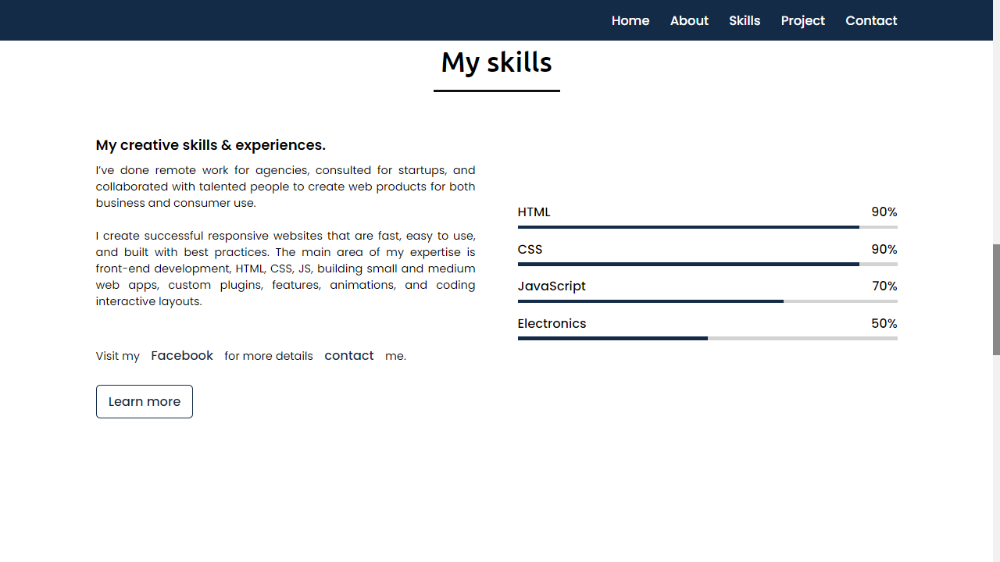 Home About Skills Project Contact
My skills
My creative skills & experiences.
I've done remote work for agencies, consulted for startups, and
collaborated with talented people to create web products for both
business and consumer use.
I create successful responsive websites that are fast, easy to use,
and built with best practices. The main area of my expertise is
front-end development, HTML, CSS, JS, building small and medium
web apps, custom plugins, features, animations, and coding
interactive layouts.
Visit my Facebook for more details contact me.
Learn more
HTML 90%
CSS 90%
JavaScript 70%
Electronics 50%